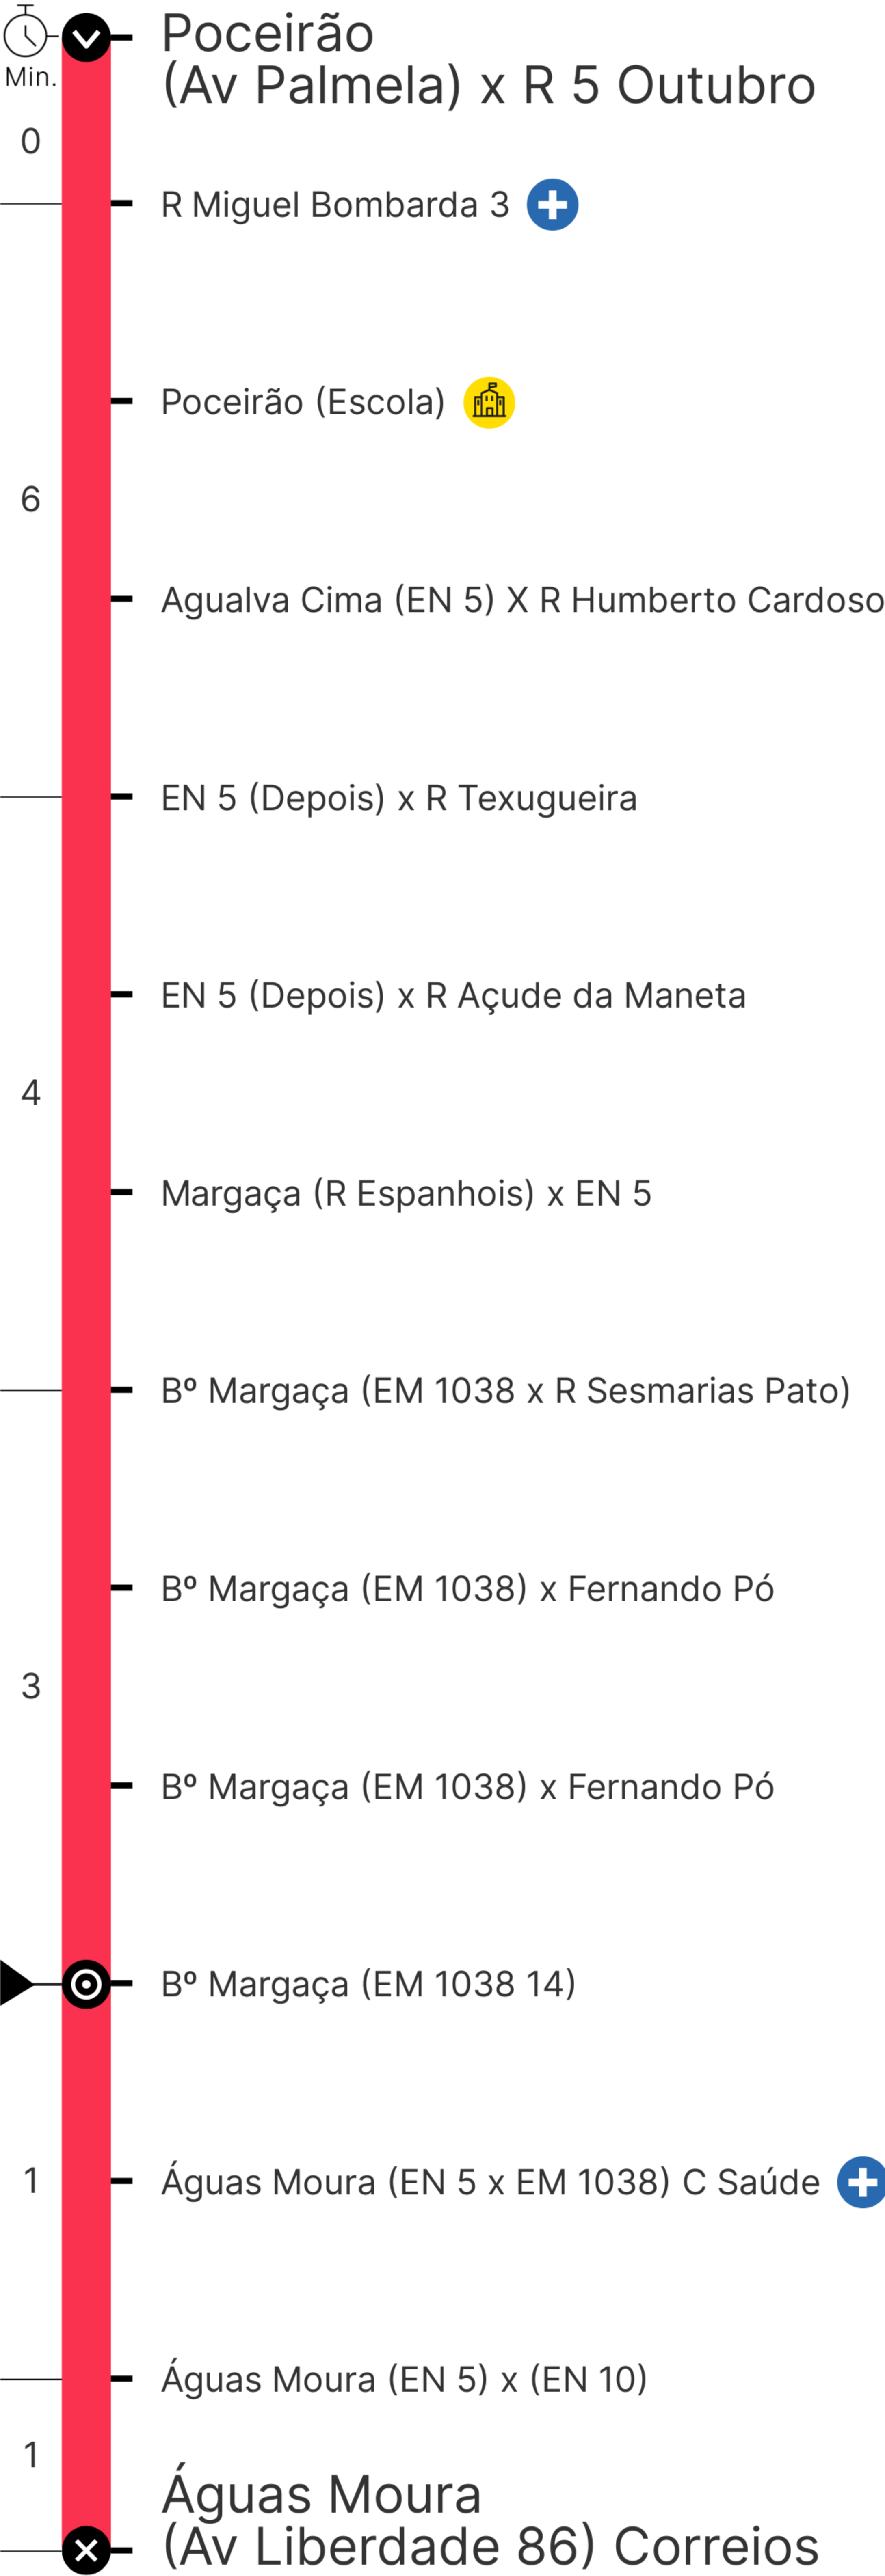 Poceirão
Min.
(Av Palmela) x R 5 Outubro
0
R Miguel Bombarda 3
Poceirão (Escola)
6
Agualva Cima (EN 5) X R Humberto Cardoso
EN 5 (Depois) x R Texugueira
EN 5 (Depois) x R Açude da Maneta
4
Margaça (R Espanhois) x EN 5
Bº Margaça (EM 1038 x R Sesmarias Pato)
Bº Margaça (EM 1038) x Fernando Pó
3
Bº Margaça (EM 1038) x Fernando Pó
Bº Margaça (EM 1038 14)
1
Águas Moura (EN 5 x EM 1038) C Saúde
Águas Moura (EN 5) x (EN 10)
1
Águas Moura
(Av Liberdade 86) Correios